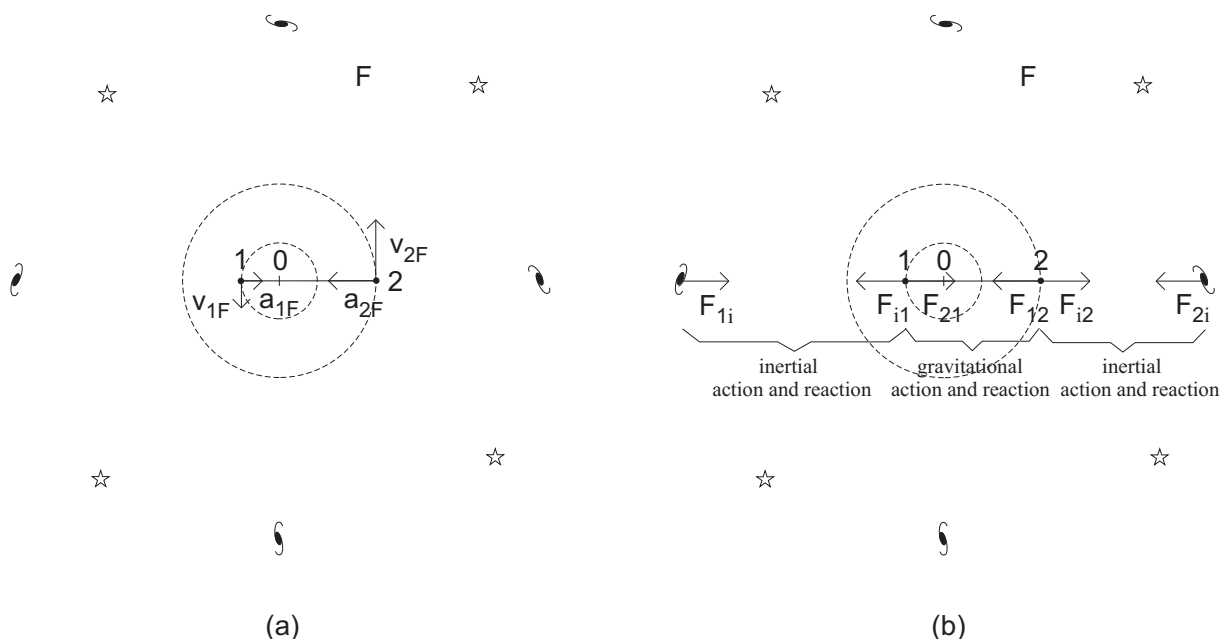 F
1 0
v2F
2
v1F a1F a2F
(a)
F
1 0 2
F1i Fi1 F21 F12 Fi2 F2i
inertial gravitational inertial
action and reaction action and reaction action and reaction
(b)